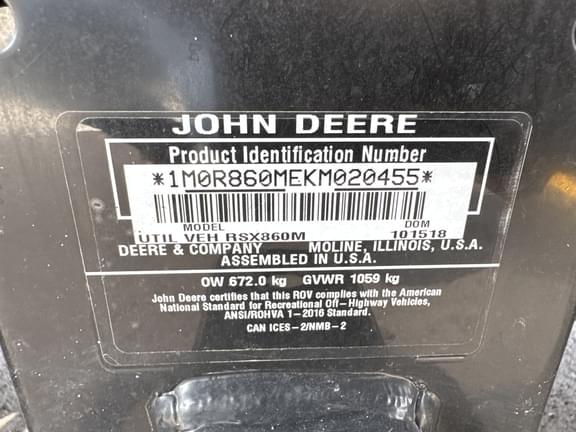 JOHN DEERE
Product Identification Number
*1M0R860MEKM020455*
MODEL DOM
UTIL VEH RSX860M 101518
DEERE & COMPANY MOLINE, ILLINOIS, U.S.A.
ASSEMBLED IN U.S.A.
OW 672.0 kg GVWR 1059 kg
John Deere certifies that this ROV complies with the American
National Standard for Recreational Off-Highway Vehicles,
ANSI/ROHVA 1-2016 Standard.
CAN ICES-2/NMB-2